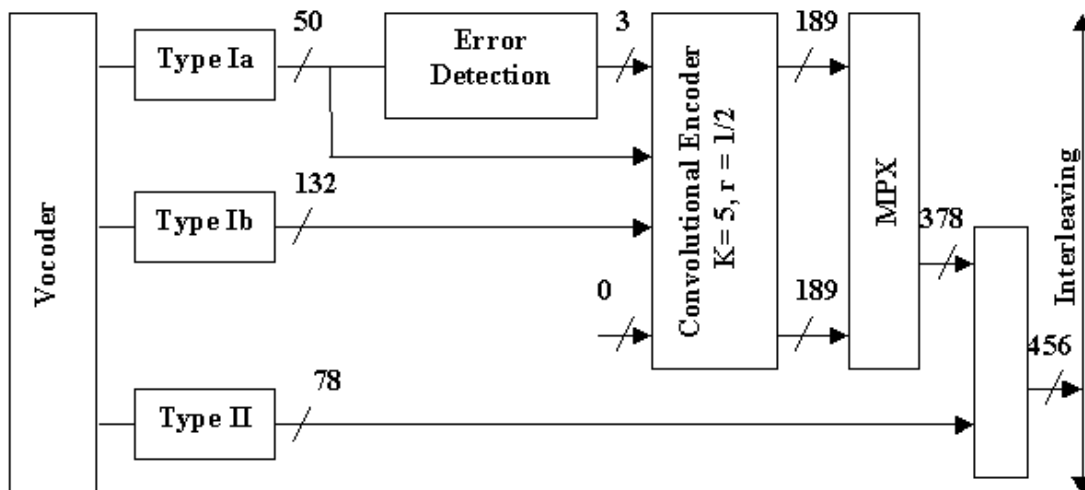 Vocoder
Type Ia
50
Error
Detection
3
Convolutional Encoder
K= 5, r = 1/2
189
MPX
Type Ib
132
378
Interleaving
0
189
456
Type II
78